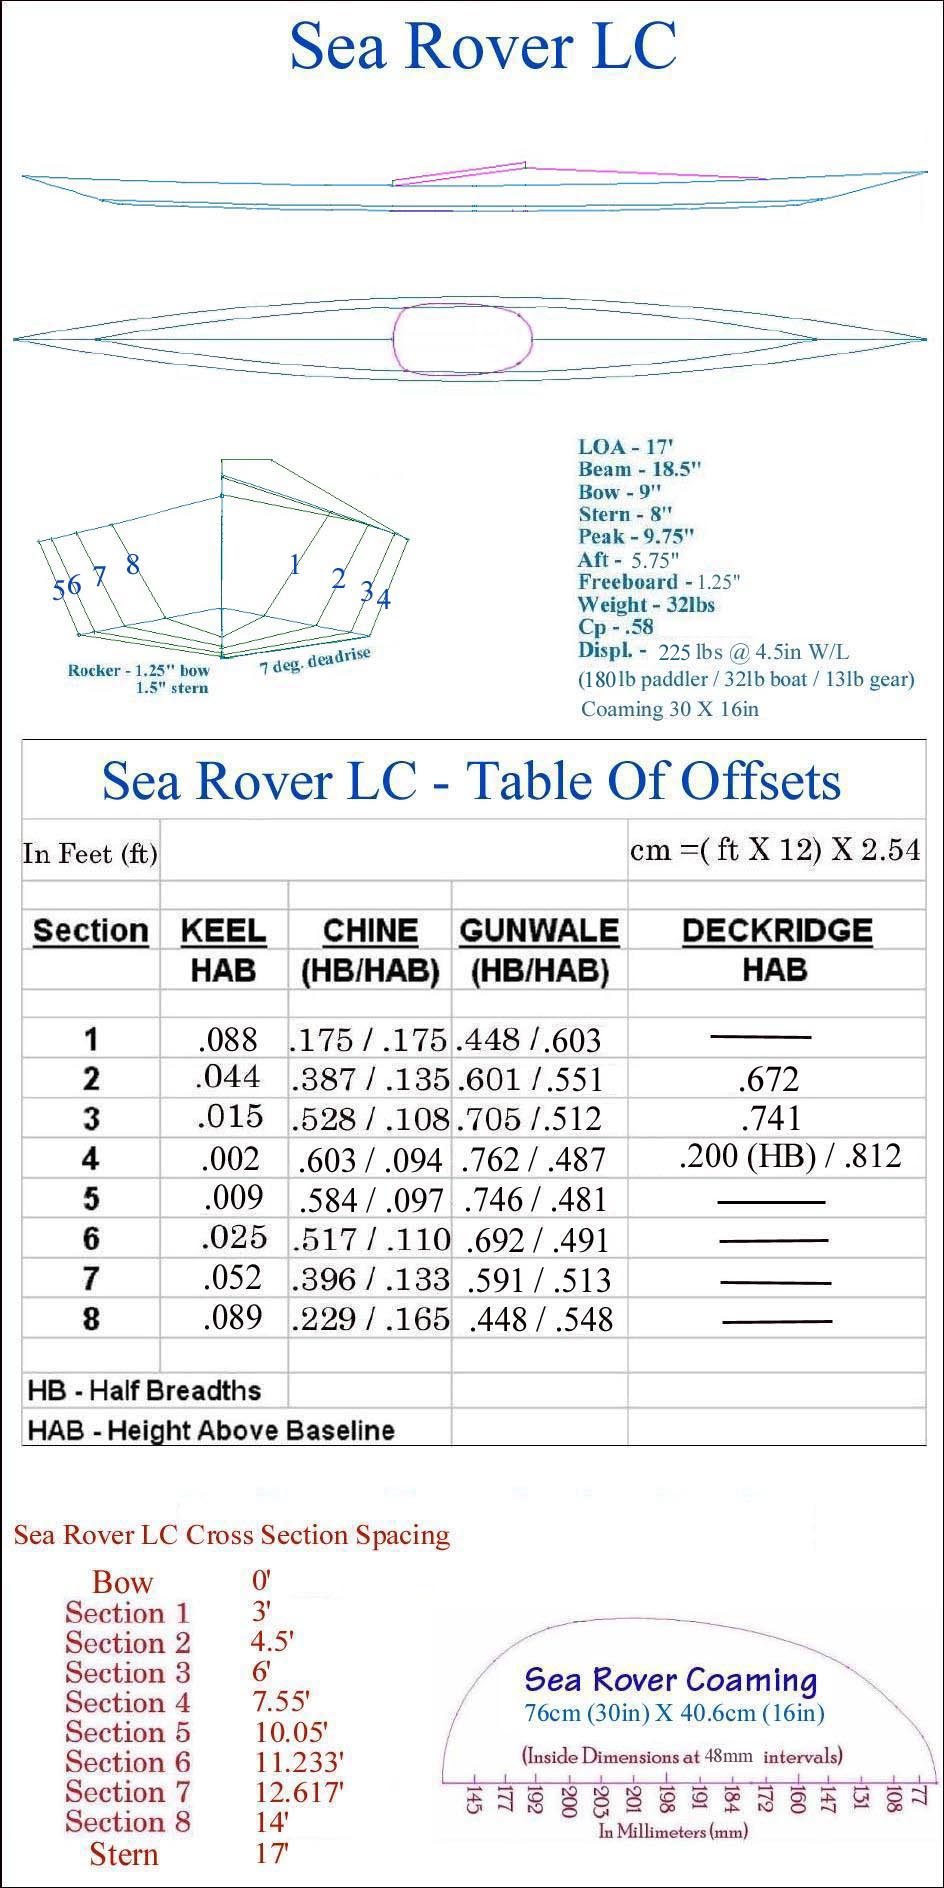 Sea Rover LC
LOA - 17'
Beam - 18.5"
Bow - 9"
Stern - 8"
Peak - 9.75"
Aft - 5.75"
Freeboard - 1.25"
Weight - 32lbs
Cp - .58
Displ. - 225 lbs @ 4.5in W/L
(180lb paddler / 32lb boat / 13lb gear)
Coaming 30 X 16in
5 6 7 8 1 2 3 4
Rocker - 1.25" bow
1.5" stern
7 deg. deadrise
Sea Rover LC - Table Of Offsets
In Feet (ft) cm =( ft X 12) X 2.54
Section KEEL CHINE GUNWALE DECKRIDGE
HAB (HB/HAB) (HB/HAB) HAB
1 .088 .175 / .175 .448 /.603 ———
2 .044 .387 / .135 .601 /.551 .672
3 .015 .528 / .108 .705 /.512 .741
4 .002 .603 / .094 .762 / .487 .200 (HB) / .812
5 .009 .584 / .097 .746 / .481 ———
6 .025 .517 / .110 .692 / .491 ———
7 .052 .396 / .133 .591 / .513 ———
8 .089 .229 / .165 .448 / .548 ———
HB - Half Breadths
HAB - Height Above Baseline
Sea Rover LC Cross Section Spacing
Bow 0'
Section 1 3'
Section 2 4.5'
Section 3 6'
Section 4 7.55'
Section 5 10.05'
Section 6 11.233'
Section 7 12.617'
Section 8 14'
Stern 17'
Sea Rover Coaming
76cm (30in) X 40.6cm (16in)
(Inside Dimensions at 48mm intervals)
145 177 192 200 203 201 198 191 184 172 160 147 131 108 77
In Millimeters (mm)